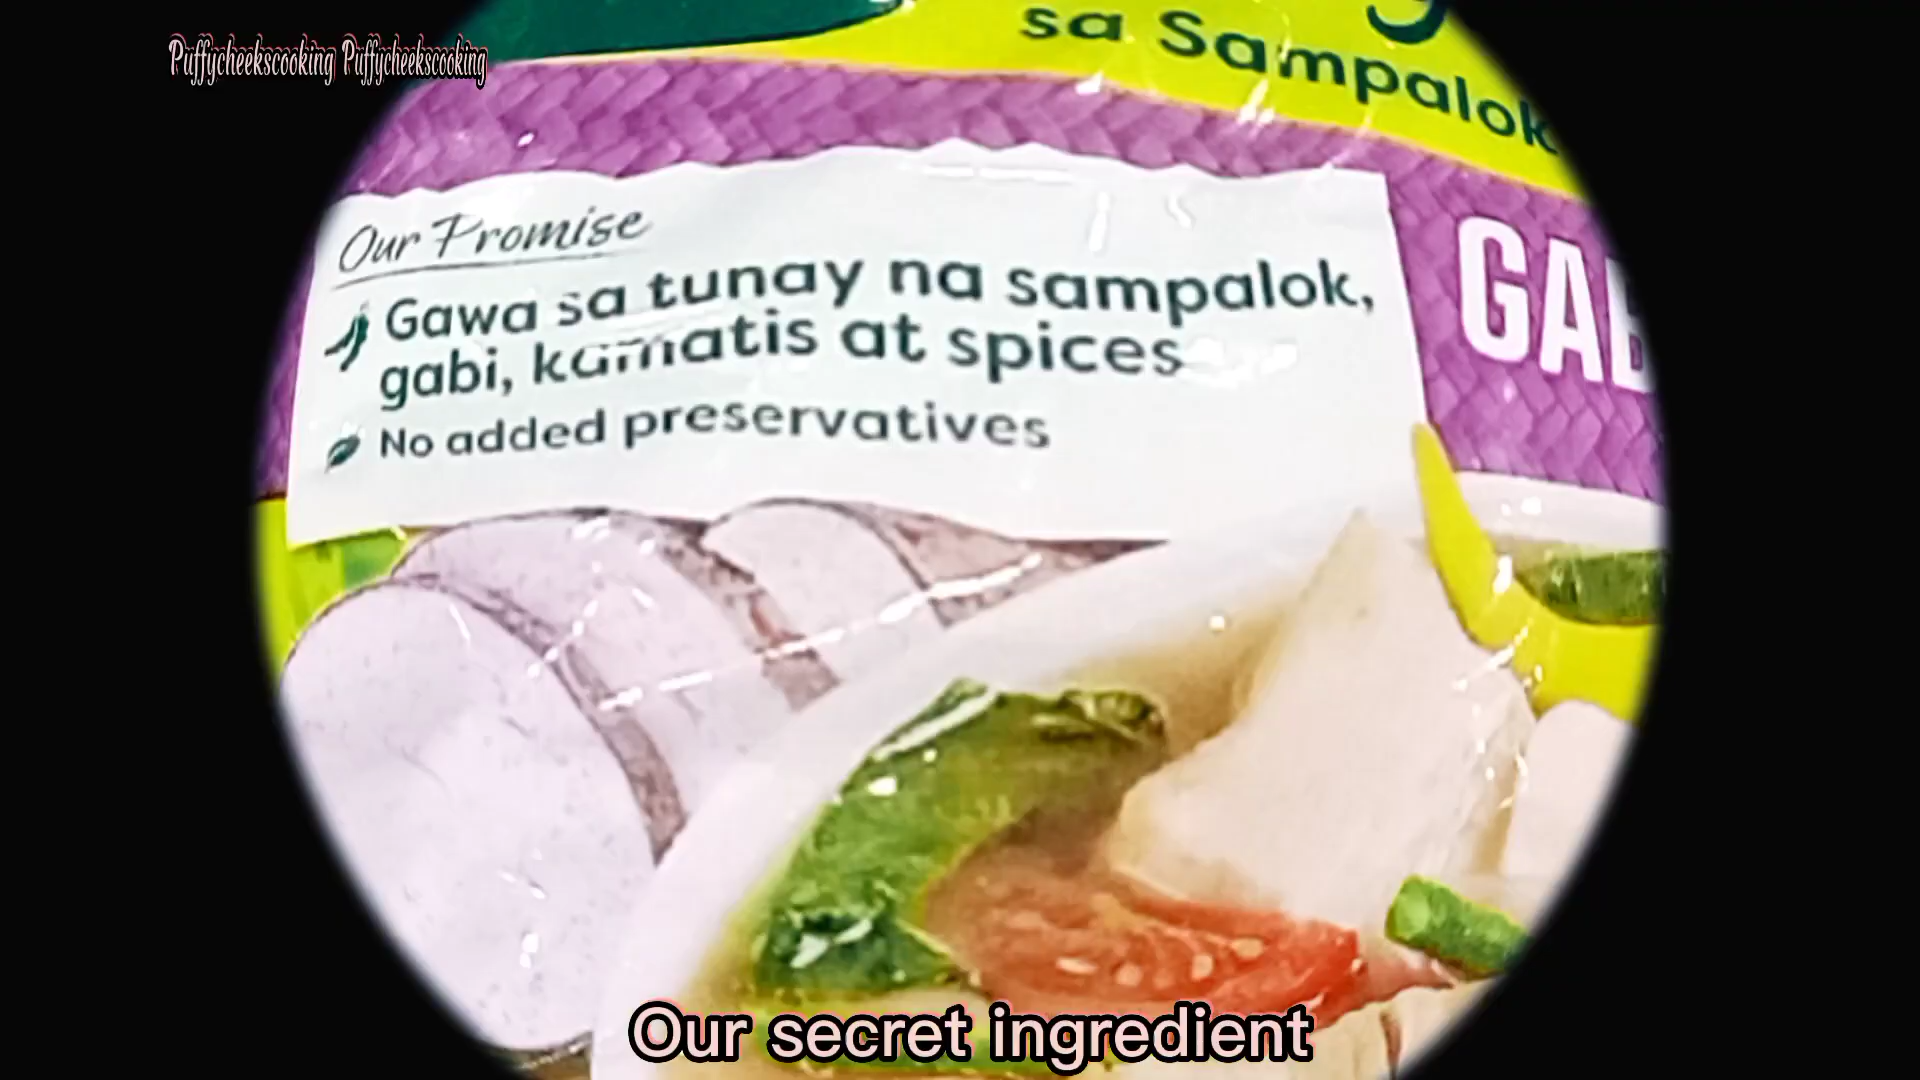 Puffycheekscooking Puffycheekscooking
sa Sampalok
Our Promise
Gawa sa tunay na sampalok,
gabi, kamatis at spices
No added preservatives
Our secret ingredient